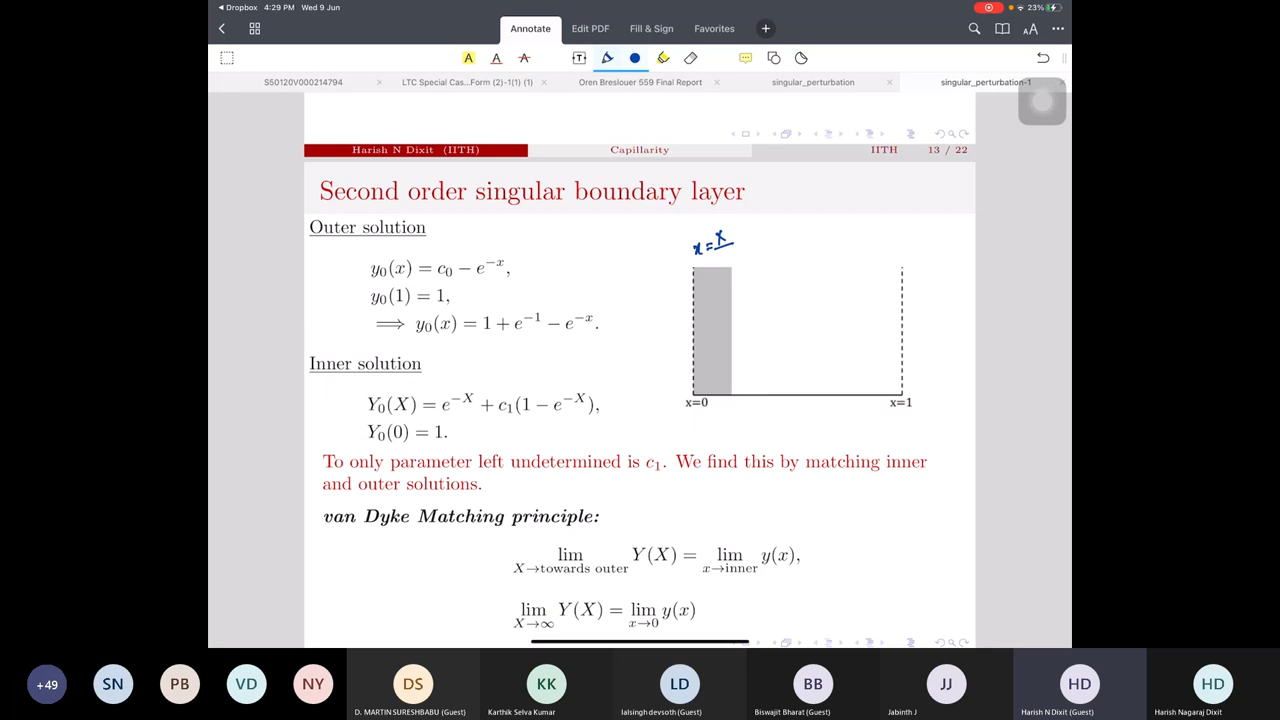 Dropbox 4:29 PM Wed 9 Jun 23%
Annotate Edit PDF Fill & Sign Favorites
S50120V000214794 LTC Special Cas...Form (2)-1(1) (1) Oren Breslouer 559 Final Report singular_perturbation singular_perturbation-1
Harish N Dixit (IITH) Capillarity IITH 13 / 22
Second order singular boundary layer
Outer solution
y₀(x) = c₀ − e⁻ˣ,
y₀(1) = 1,
⟹ y₀(x) = 1 + e⁻¹ − e⁻ˣ.
x = x
x=0 x=1
Inner solution
Y₀(X) = e^{−X} + c₁(1 − e^{−X}),
Y₀(0) = 1.
To only parameter left undetermined is c₁. We find this by matching inner
and outer solutions.
van Dyke Matching principle:
lim Y(X) = lim y(x),
X→towards outer x→inner
lim Y(X) = lim y(x)
X→∞ x→0
+49 SN PB VD NY DS KK LD BB JJ HD HD
D. MARTIN SURESHBABU (Guest) Karthik Selva Kumar lalsingh devsoth (Guest) Biswajit Bharat (Guest) Jabinth J Harish N Dixit (Guest) Harish Nagaraj Dixit